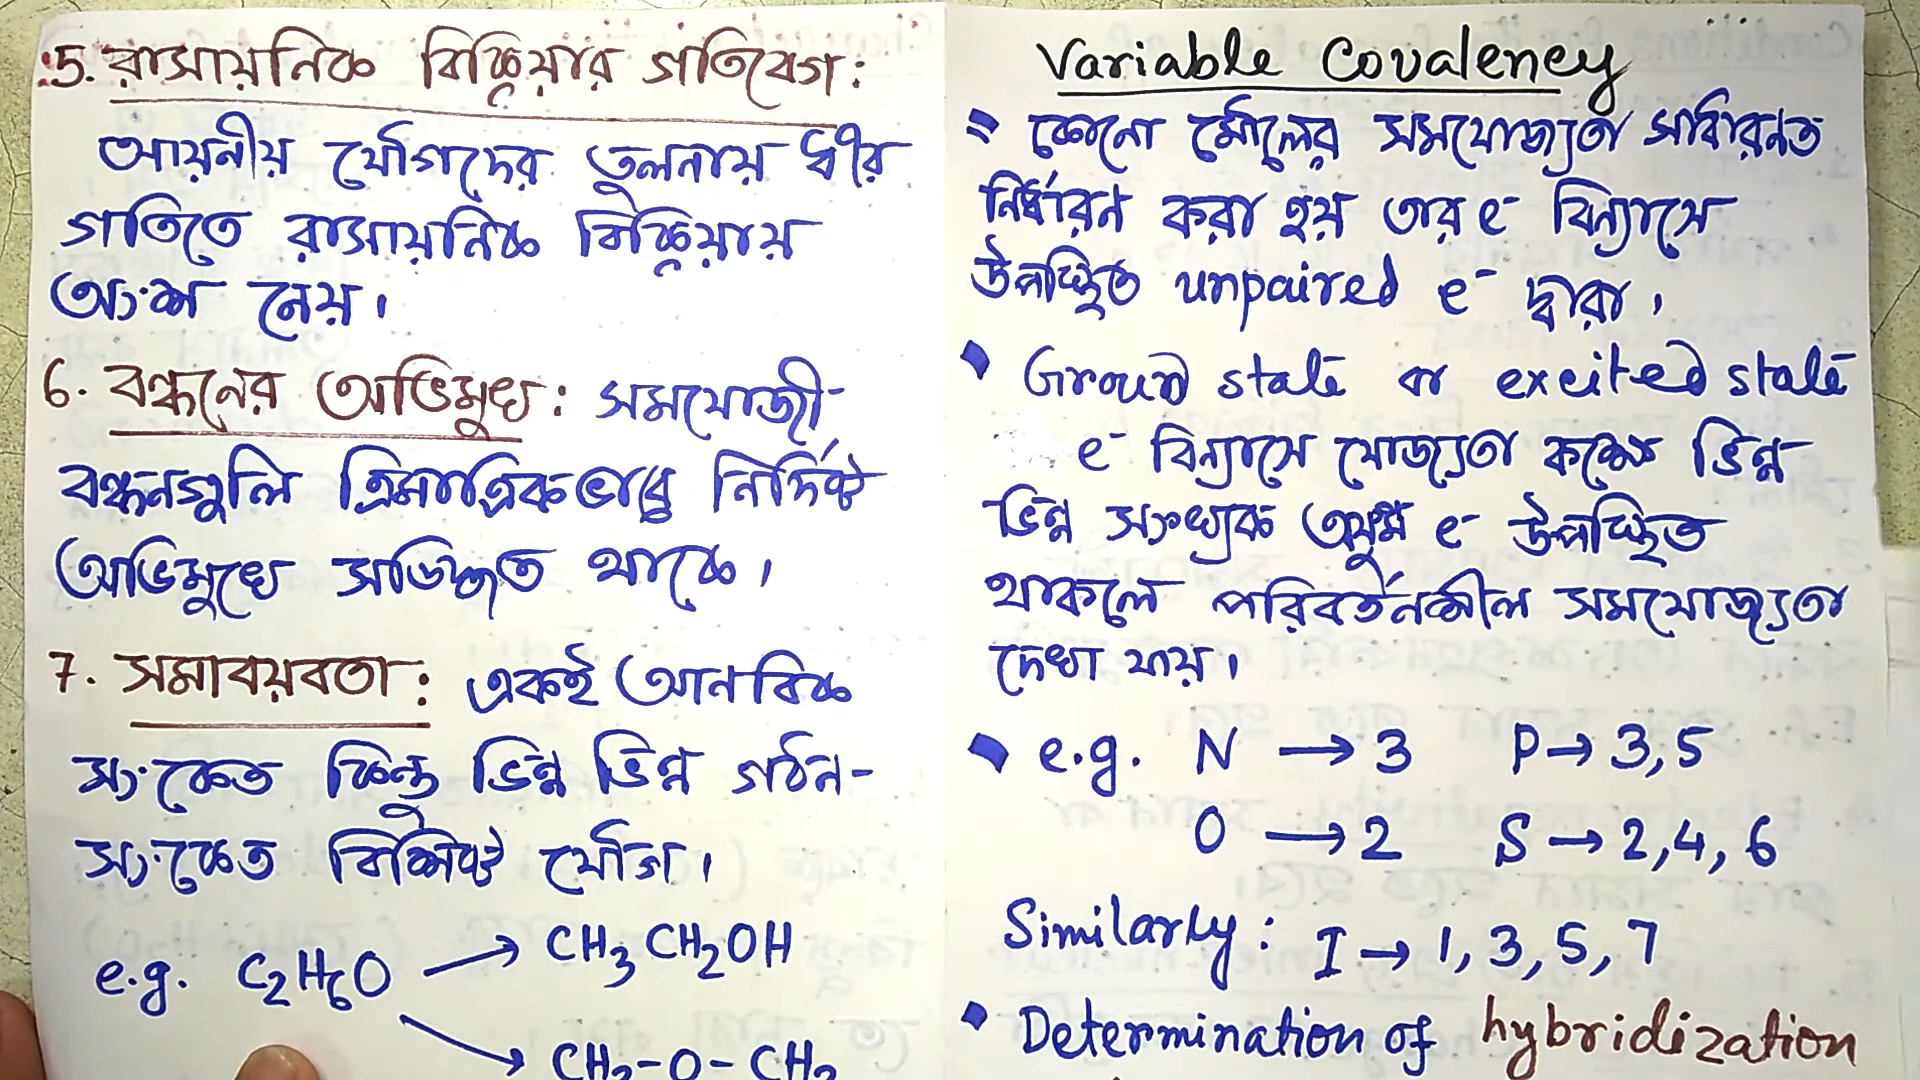 5. রাসায়নিক বিক্রিয়ার গতিবেগ:
আয়নীয় যৌগদের তুলনায় ধীর
গতিতে রাসায়নিক বিক্রিয়ায়
অংশ নেয়।
6. বন্ধনের অভিমুখ: সমযোজী
বন্ধনগুলি ত্রিমাত্রিকভাবে নির্দিষ্ট
অভিমুখে সজ্জিত থাকে।
7. সমাবয়বতা: একই আনবিক
সংকেত কিন্তু ভিন্ন ভিন্ন গঠন-
সংকেত বিশিষ্ট যৌগ।
e.g. C₂H₆O → CH₃CH₂OH
→ CH₃-O-CH₃
Variable Covalency
কোনো মৌলের সমযোজ্যতা সাধারনত
নির্ধারন করা হয় তার e⁻ বিন্যাসে
উপস্থিত unpaired e⁻ দ্বারা।
Ground state or excited state
e⁻ বিন্যাসে যোজ্যতা কক্ষে ভিন্ন
ভিন্ন সংখ্যক অযুগ্ম e⁻ উপস্থিত
থাকলে পরিবর্তনশীল সমযোজ্যতা
দেখা যায়।
e.g. N → 3 P → 3,5
O → 2 S → 2,4,6
Similarly: I → 1, 3, 5, 7
Determination of hybridization